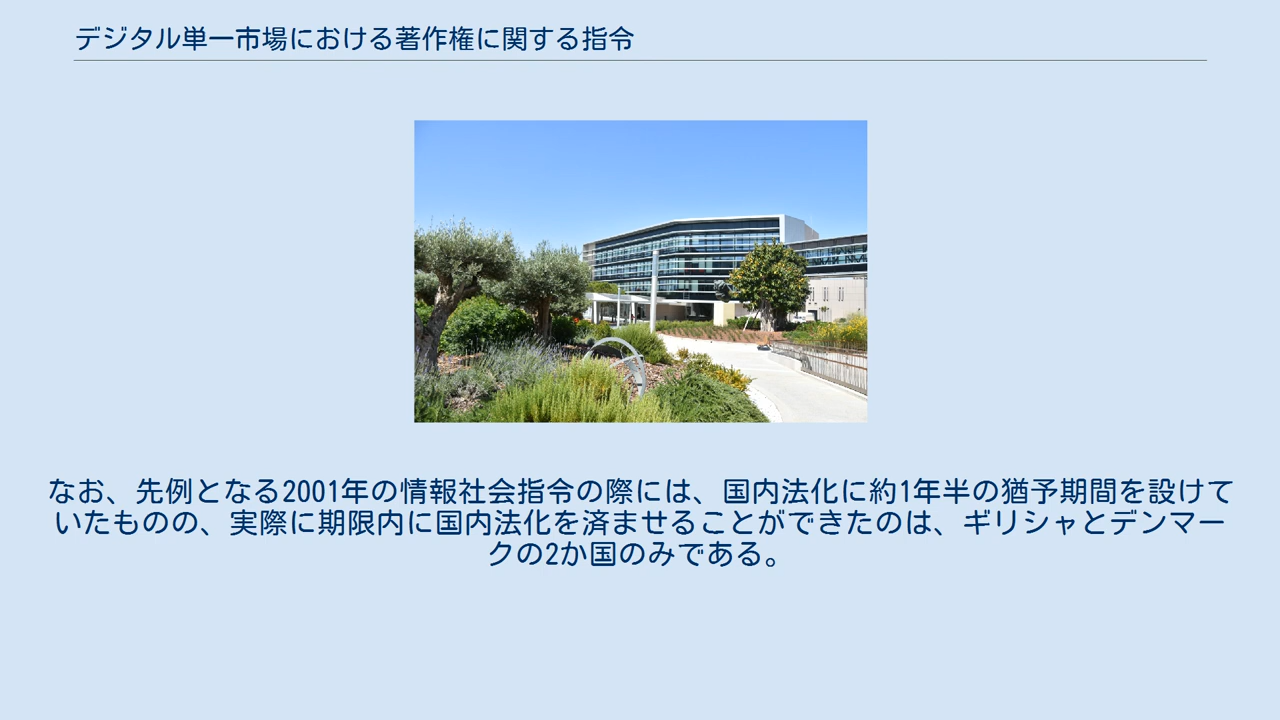 デジタル単一市場における著作権に関する指令
なお、先例となる2001年の情報社会指令の際には、国内法化に約1年半の猶予期間を設けて
いたものの、実際に期限内に国内法化を済ませることができたのは、ギリシャとデンマー
クの2か国のみである。